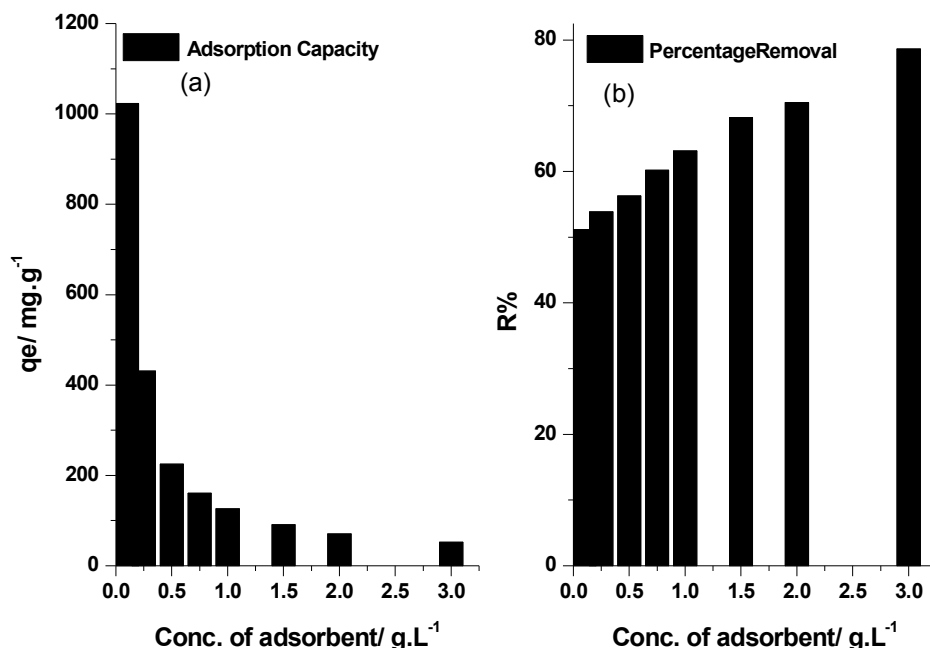 1200
Adsorption Capacity
(a)
1000
800
600
400
200
0
qe/ mg.g-1
0.0 0.5 1.0 1.5 2.0 2.5 3.0
Conc. of adsorbent/ g.L-1
80
PercentageRemoval
(b)
60
40
20
0
R%
0.0 0.5 1.0 1.5 2.0 2.5 3.0
Conc. of adsorbent/ g.L-1